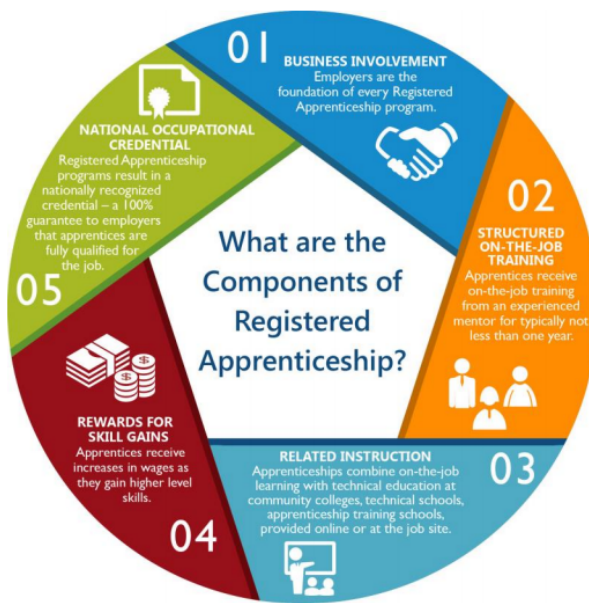 01
BUSINESS INVOLVEMENT
Employers are the
foundation of every Registered
Apprenticeship program.
02
STRUCTURED
ON-THE-JOB
TRAINING
Apprentices receive
on-the-job training
from an experienced
mentor for typically not
less than one year.
03
RELATED INSTRUCTION
Apprenticeships combine on-the-job
learning with technical education at
community colleges, technical schools,
apprenticeship training schools,
provided online or at the job site.
04
REWARDS FOR
SKILL GAINS
Apprentices receive
increases in wages as
they gain higher level
skills.
05
NATIONAL OCCUPATIONAL
CREDENTIAL
Registered Apprenticeship
programs result in a
nationally recognized
credential – a 100%
guarantee to employers
that apprentices are
fully qualified for
the job.
What are the
Components of
Registered
Apprenticeship?